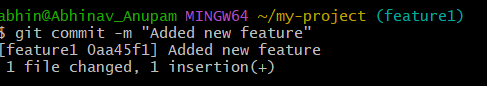 abhin@Abhinav_Anupam MINGW64 ~/my-project (feature1)
$ git commit -m "Added new feature"
[feature1 0aa45f1] Added new feature
 1 file changed, 1 insertion(+)